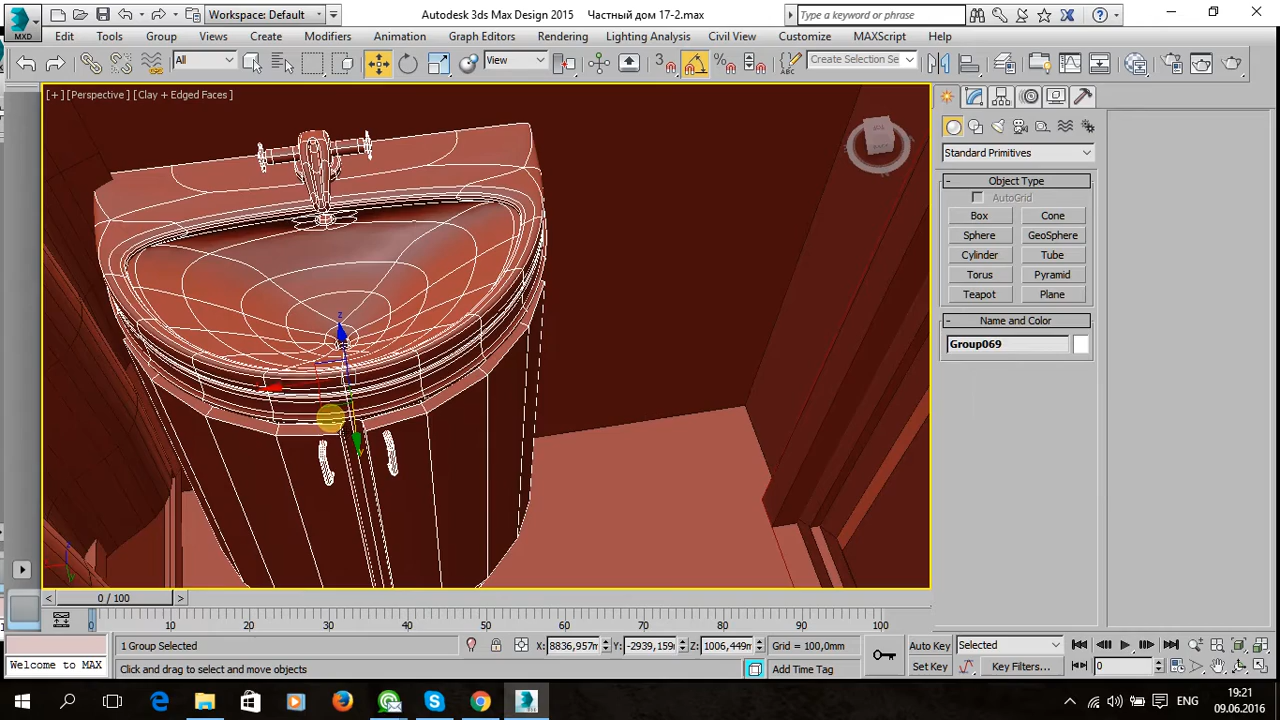 Workspace: Default
Autodesk 3ds Max Design 2015 Частный дом 17-2.max
Type a keyword or phrase
MXD
Edit Tools Group Views Create Modifiers Animation Graph Editors Rendering Lighting Analysis Civil View Customize MAXScript Help
All
View
3
Create Selection Se
[+] [Perspective] [Clay + Edged Faces]
Standard Primitives
- Object Type
AutoGrid
Box Cone
Sphere GeoSphere
Cylinder Tube
Torus Pyramid
Teapot Plane
- Name and Color
Group069
z
0 / 100
0 10 20 30 40 50 60 70 80 90 100
1 Group Selected
X: 8836,957m Y: -2939,159m Z: 1006,449m
Grid = 100,0mm
Auto Key Selected
Welcome to MAX
Click and drag to select and move objects
Add Time Tag
Set Key Key Filters... 0
ENG
19:21
09.06.2016